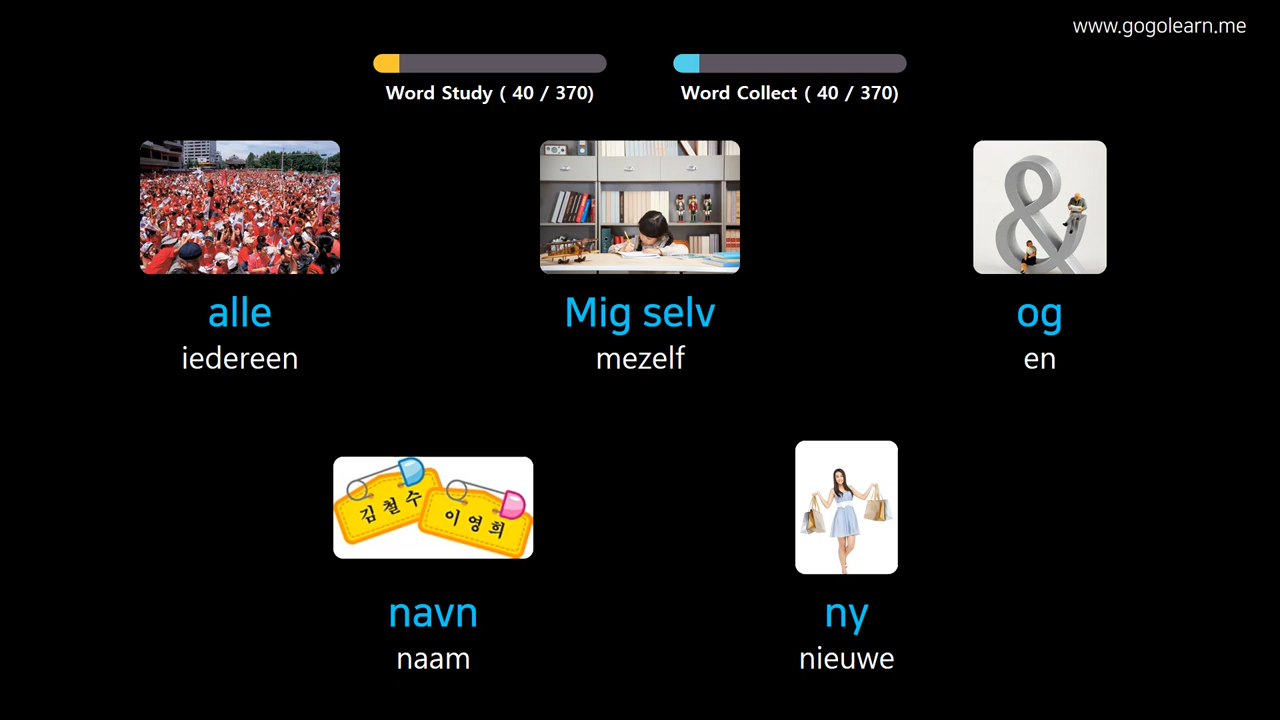 www.gogolearn.me
Word Study ( 40 / 370)
Word Collect ( 40 / 370)
&
alle
iedereen
Mig selv
mezelf
og
en
김철수
이영희
navn
naam
ny
nieuwe